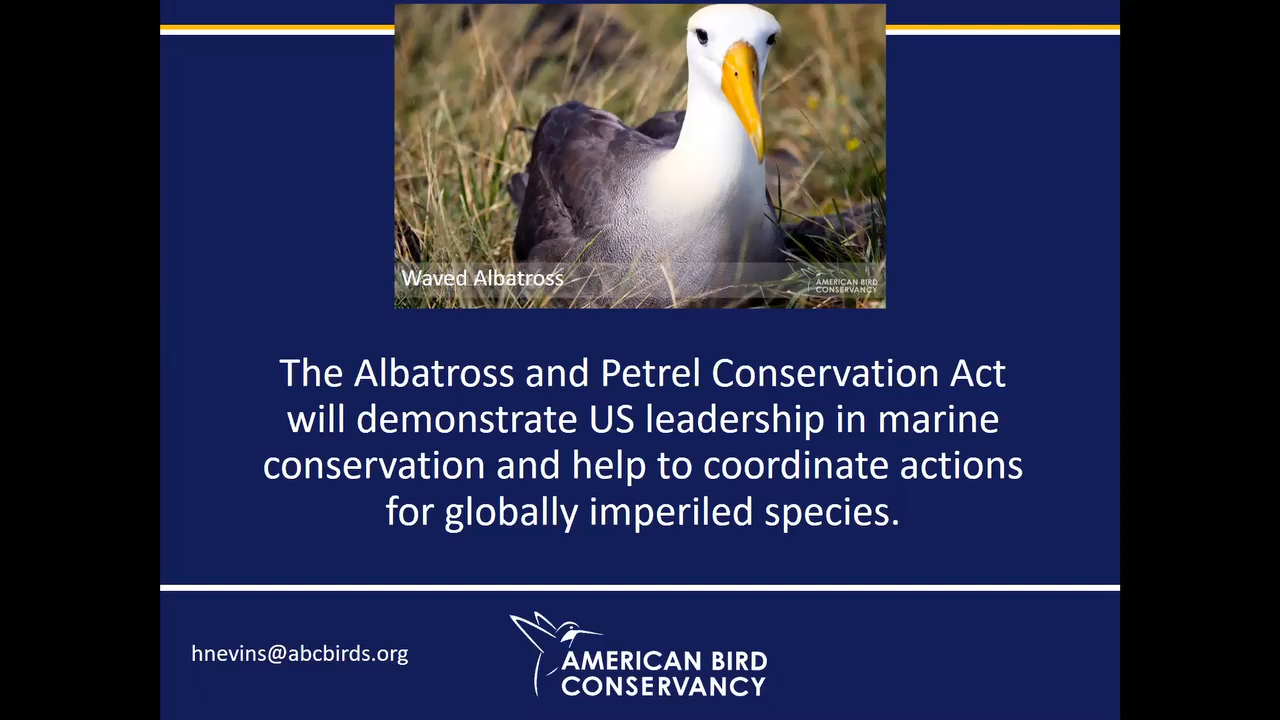 Waved Albatross
AMERICAN BIRD
CONSERVANCY
The Albatross and Petrel Conservation Act
will demonstrate US leadership in marine
conservation and help to coordinate actions
for globally imperiled species.
hnevins@abcbirds.org
AMERICAN BIRD
CONSERVANCY